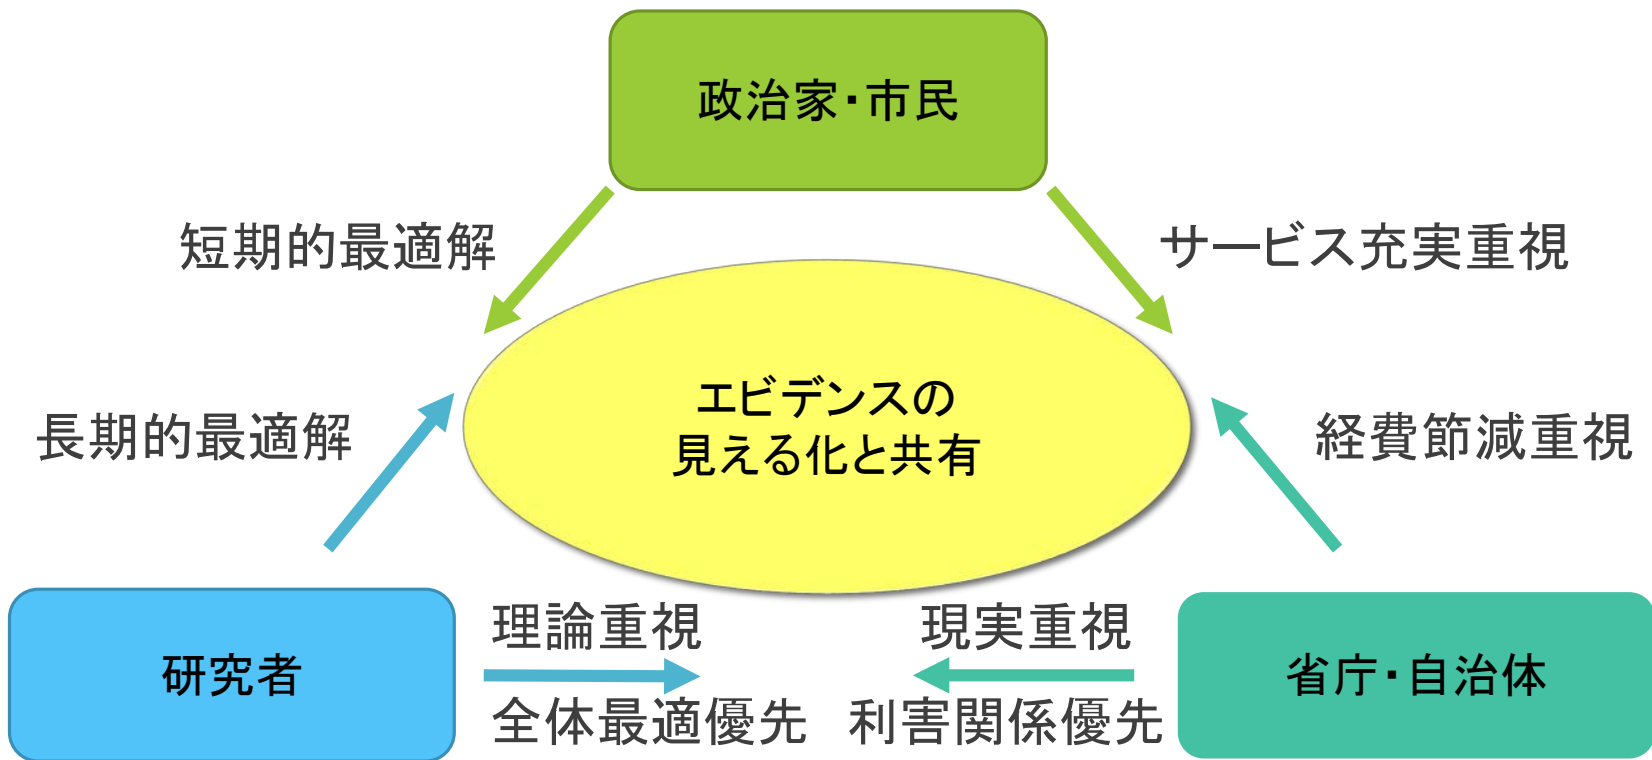 政治家・市民
短期的最適解
サービス充実重視
エビデンスの
見える化と共有
長期的最適解
経費節減重視
研究者
理論重視
全体最適優先
現実重視
利害関係優先
省庁・自治体